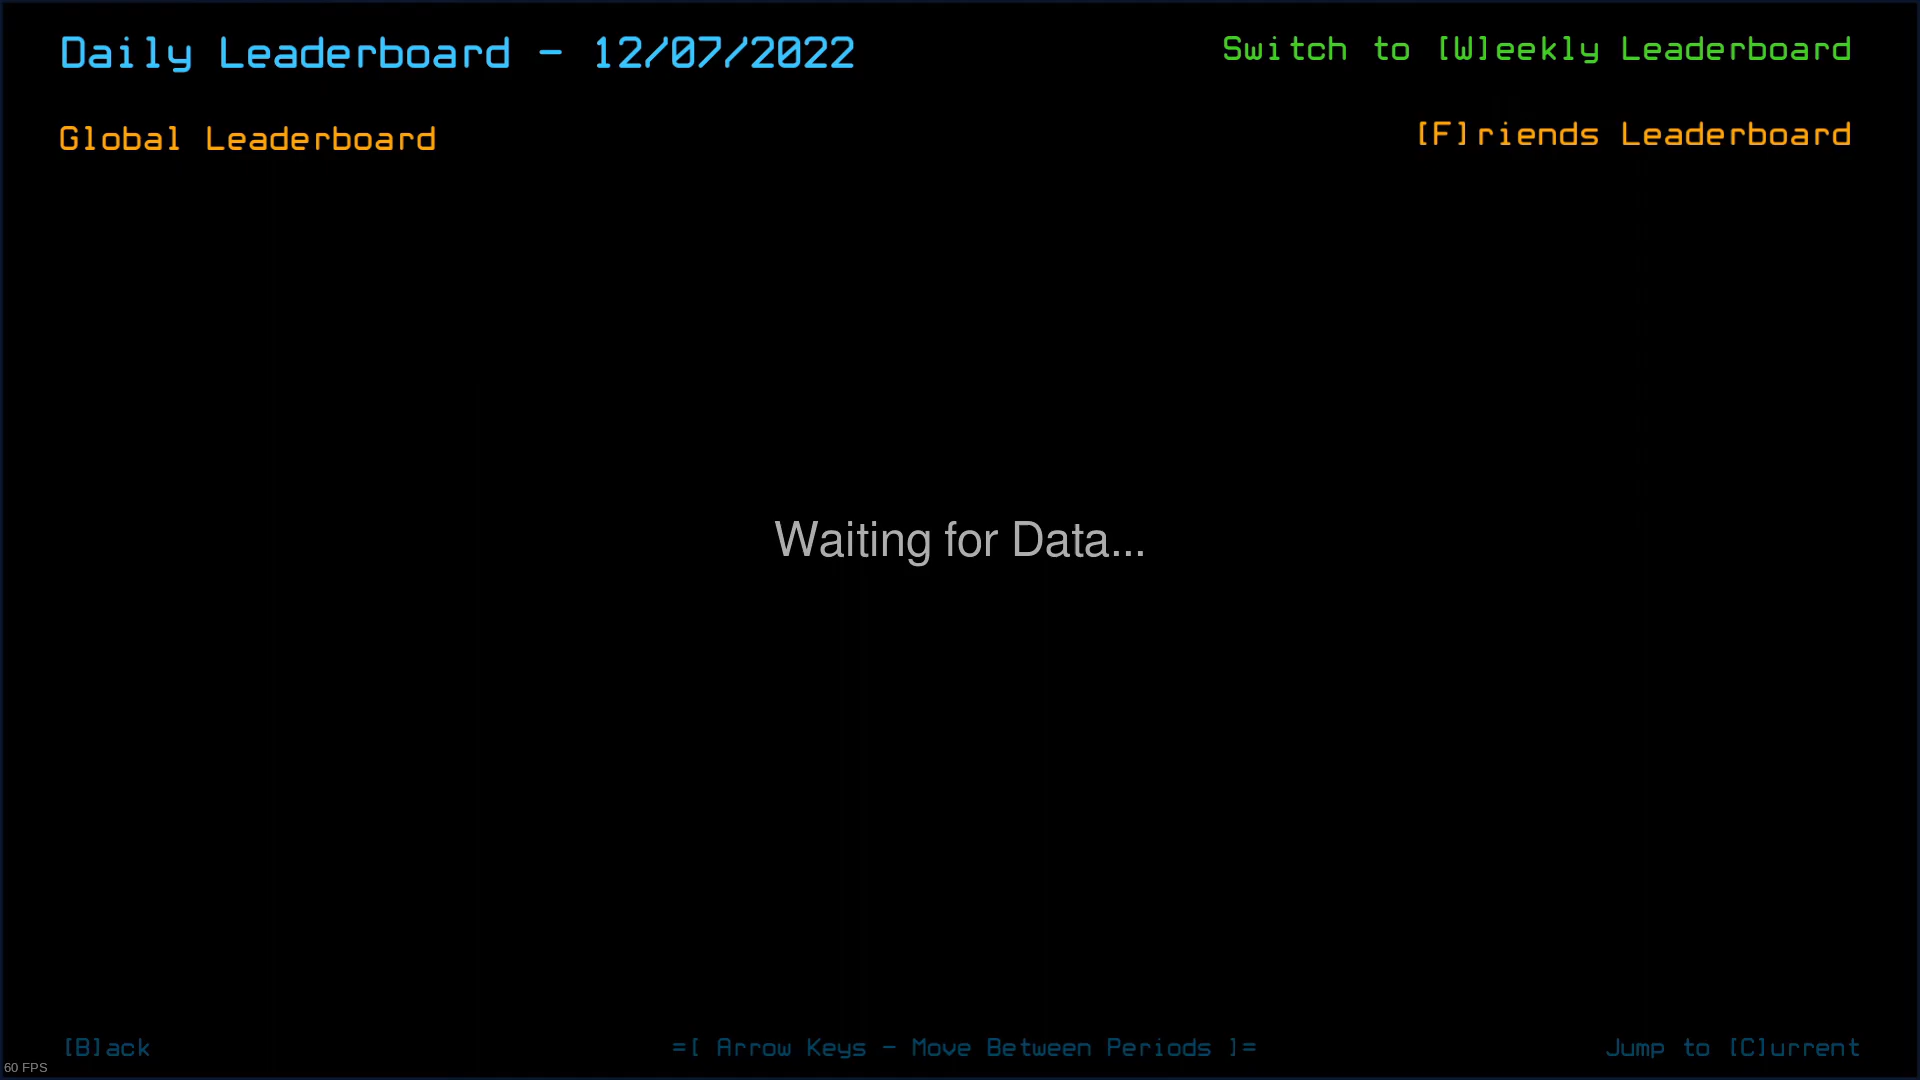 Daily Leaderboard - 12/07/2022
Switch to [W]eekly Leaderboard
Global Leaderboard
[F]riends Leaderboard
Waiting for Data...
[B]ack
=[ Arrow Keys - Move Between Periods ]=
Jump to [C]urrent
60 FPS